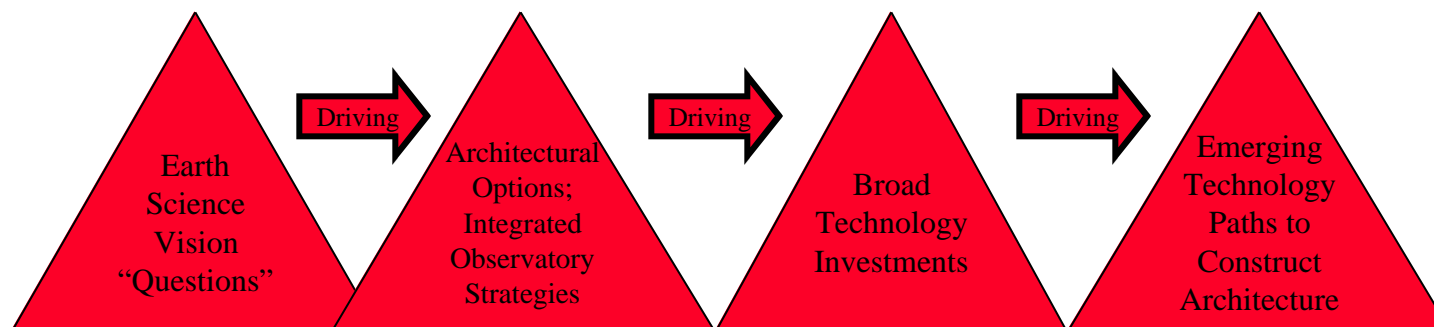 Earth
Science
Vision
“Questions”
Driving
Architectural
Options;
Integrated
Observatory
Strategies
Driving
Broad
Technology
Investments
Driving
Emerging
Technology
Paths to
Construct
Architecture